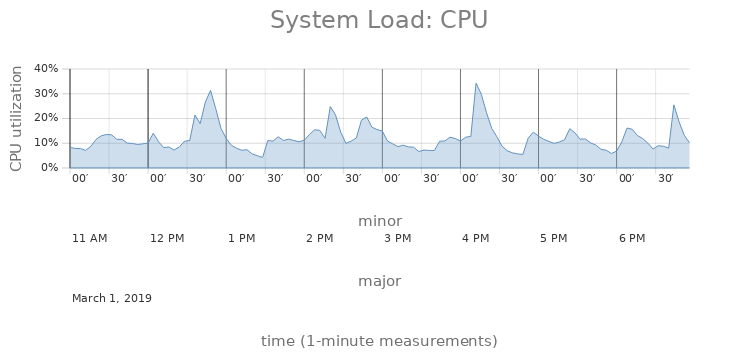 System Load: CPU
CPU utilization
40%
30%
20%
10%
0%
00′ 30′ 00′ 30′ 00′ 30′ 00′ 30′ 00′ 30′ 00′ 30′ 00′ 30′ 00′ 30′
minor
11 AM 12 PM 1 PM 2 PM 3 PM 4 PM 5 PM 6 PM
major
March 1, 2019
time (1-minute measurements)